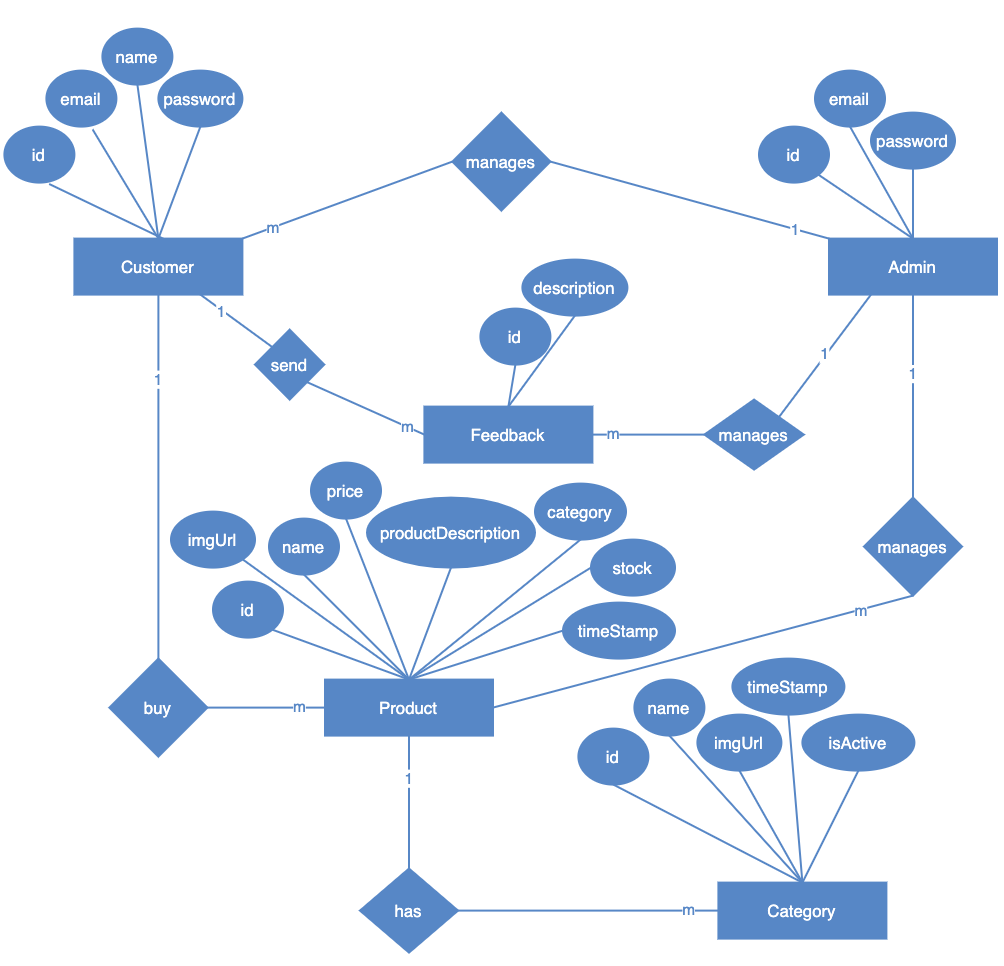 name
email
password
id
email
password
id
manages
m
1
Customer
Admin
description
id
1
send
1
1
1
m
Feedback
m
manages
price
category
productDescription
imgUrl
name
stock
manages
id
timeStamp
m
timeStamp
buy
m
Product
name
imgUrl
isActive
id
1
has
m
Category